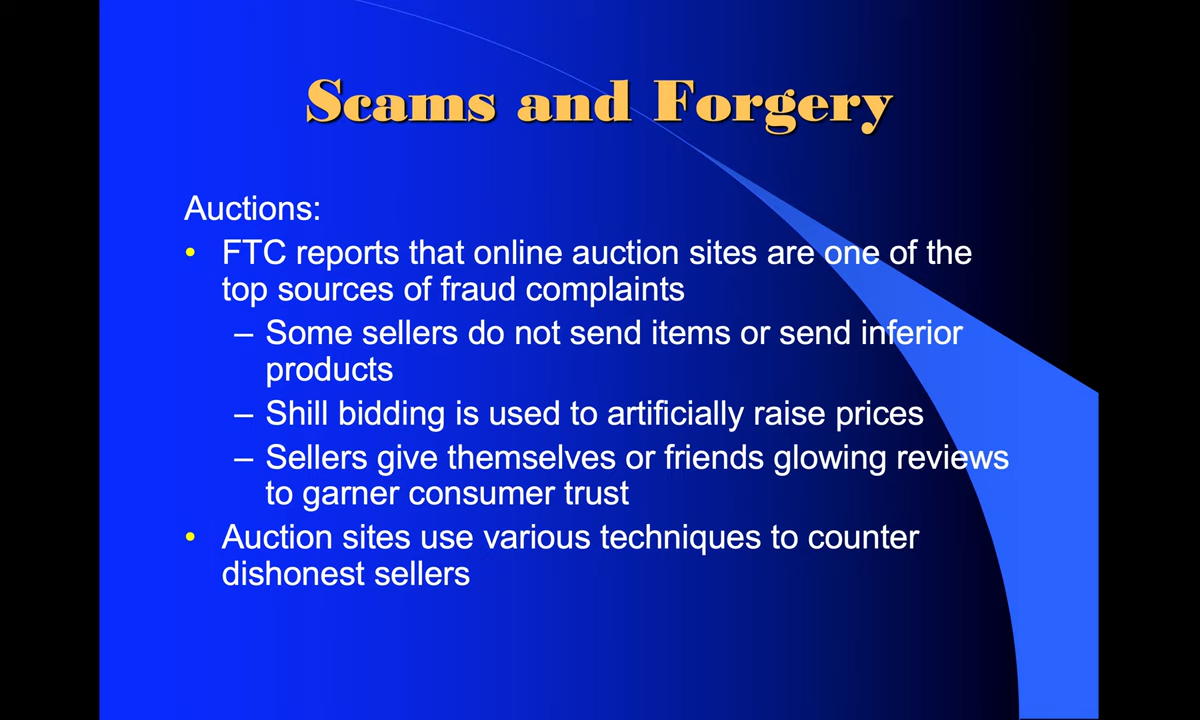 Scams and Forgery
Auctions:
• FTC reports that online auction sites are one of the
top sources of fraud complaints
– Some sellers do not send items or send inferior
products
– Shill bidding is used to artificially raise prices
– Sellers give themselves or friends glowing reviews
to garner consumer trust
• Auction sites use various techniques to counter
dishonest sellers